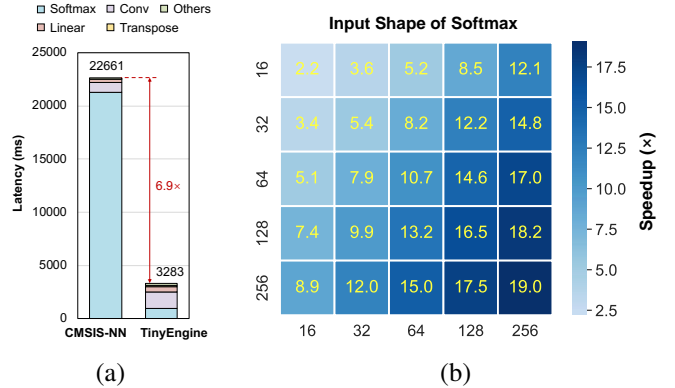 Softmax Conv Others
Linear Transpose
Latency (ms)
25000
20000
15000
10000
5000
0
22661
6.9×
3283
CMSIS-NN TinyEngine
(a)
Input Shape of Softmax
16 2.2 3.6 5.2 8.5 12.1
32 3.4 5.4 8.2 12.2 14.8
64 5.1 7.9 10.7 14.6 17.0
128 7.4 9.9 13.2 16.5 18.2
256 8.9 12.0 15.0 17.5 19.0
16 32 64 128 256
17.5
15.0
12.5
10.0
7.5
5.0
2.5
Speedup (×)
(b)